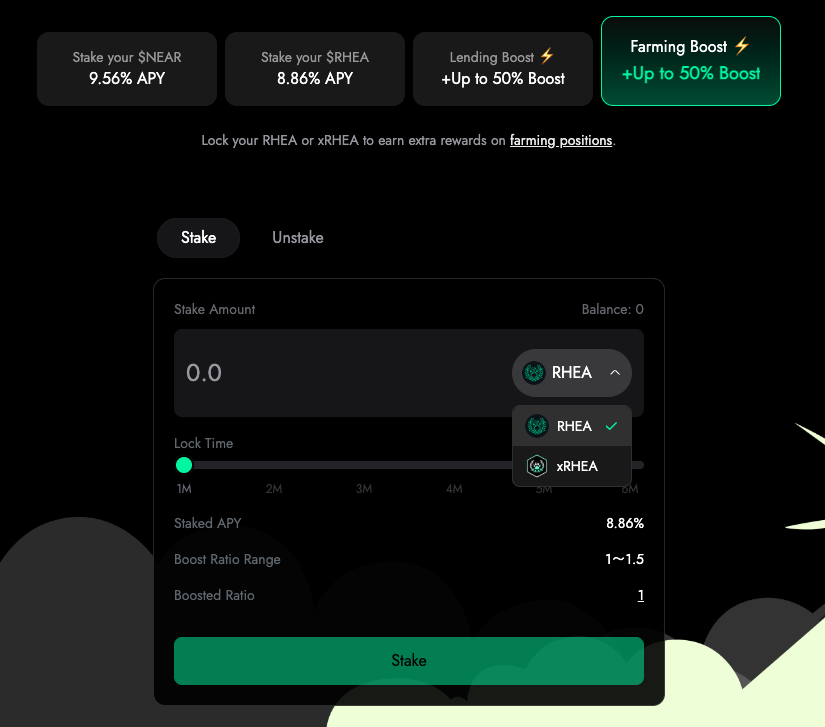 Stake your $NEAR
9.56% APY
Stake your $RHEA
8.86% APY
Lending Boost ⚡
+Up to 50% Boost
Farming Boost ⚡
+Up to 50% Boost
Lock your RHEA or xRHEA to earn extra rewards on farming positions.
Stake Unstake
Stake Amount Balance: 0
0.0 RHEA
RHEA
xRHEA
Lock Time
1M 2M 3M 4M 5M 6M
Staked APY 8.86%
Boost Ratio Range 1〜1.5
Boosted Ratio 1
Stake